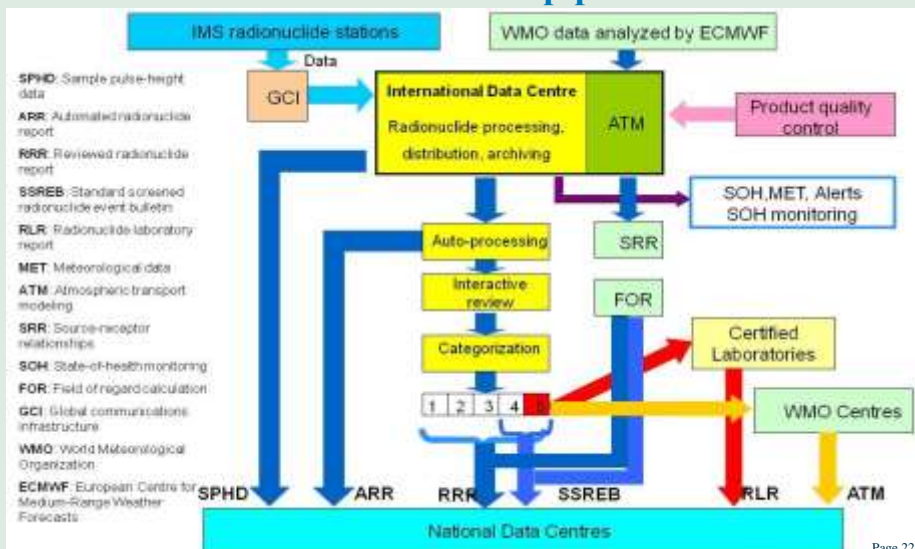 IMS radionuclide stations
WMO data analyzed by ECMWF
Data
SPHD: Sample pulse-height
data
ARR: Automated radionuclide
report
RRR: Reviewed radionuclide
report
SSREB: Standard screened
radionuclide event bulletin
RLR: Radionuclide laboratory
report
MET: Meteorological data
ATM: Atmospheric transport
modeling
SRR: Source-receptor
relationships
SOH: State-of-health monitoring
FOR: Field of regard calculation
GCI: Global communications
infrastructure
WMO: World Meteorological
Organization
ECMWF: European Centre for
Medium-Range Weather
Forecasts
GCI
International Data Centre
Radionuclide processing,
distribution, archiving
ATM
Product quality
control
SOH,MET, Alerts
SOH monitoring
Auto-processing
SRR
Interactive
review
FOR
Categorization
Certified
Laboratories
1 2 3 4 5
WMO Centres
SPHD ARR RRR SSREB RLR ATM
National Data Centres
Page 22